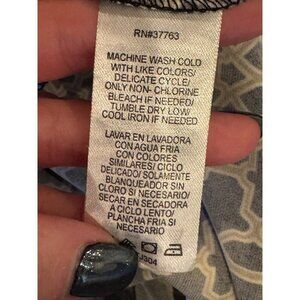 RN#37763
MACHINE WASH COLD
WITH LIKE COLORS/
DELICATE CYCLE/
ONLY NON- CHLORINE
BLEACH IF NEEDED/
TUMBLE DRY LOW/
COOL IRON IF NEEDED
LAVAR EN LAVADORA
CON AGUA FRIA
CON COLORES
SIMILARES/ CICLO
DELICADO/ SOLAMENTE
BLANQUEADOR SIN
CLORO SI NECESARIO/
SECAR EN SECADORA
A CICLO LENTO/
PLANCHA FRIA SI
NECESARIO